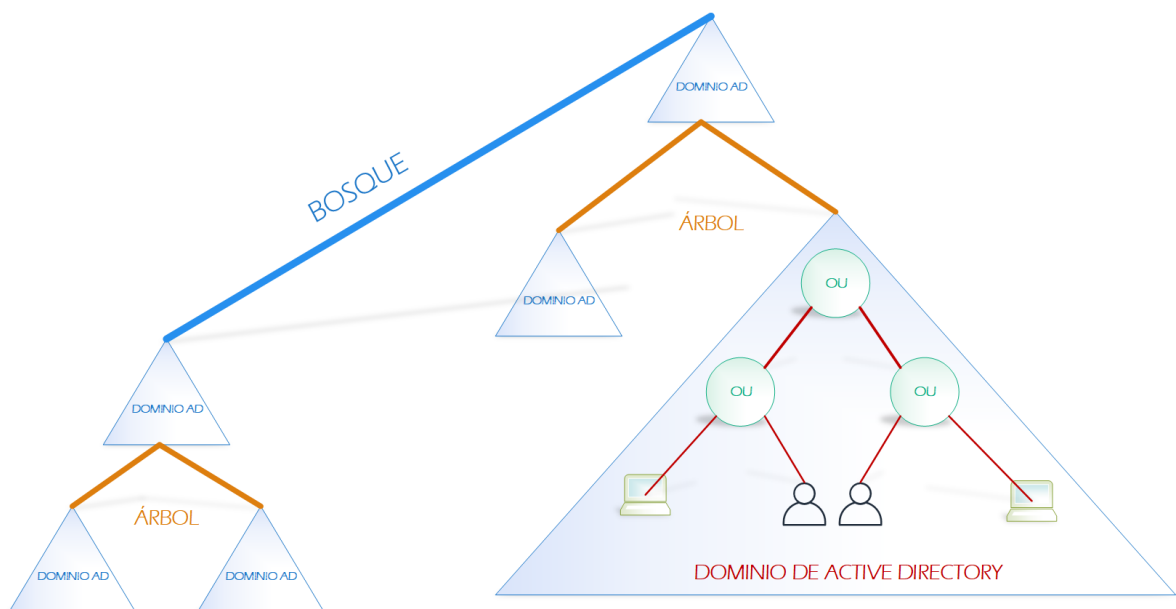 DOMINIO AD
BOSQUE
ÁRBOL
OU
DOMINIO AD
OU
OU
DOMINIO AD
ÁRBOL
DOMINIO AD
DOMINIO AD
DOMINIO DE ACTIVE DIRECTORY